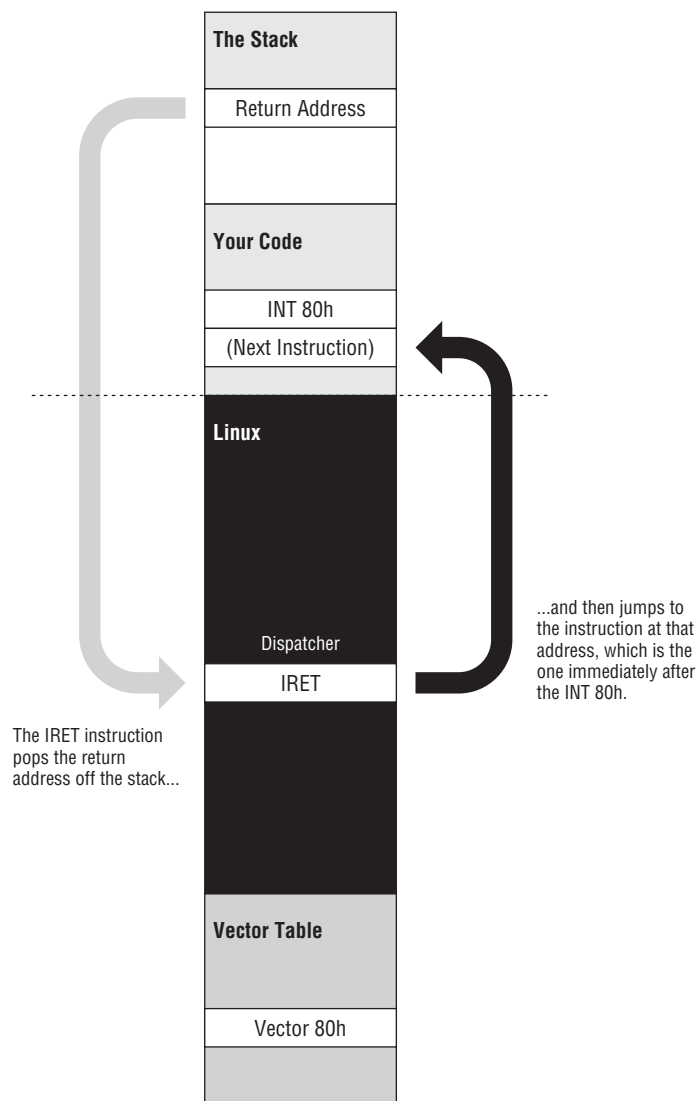 The Stack
Return Address
Your Code
INT 80h
(Next Instruction)
Linux
Dispatcher
IRET
The IRET instruction
pops the return
address off the stack...
...and then jumps to
the instruction at that
address, which is the
one immediately after
the INT 80h.
Vector Table
Vector 80h